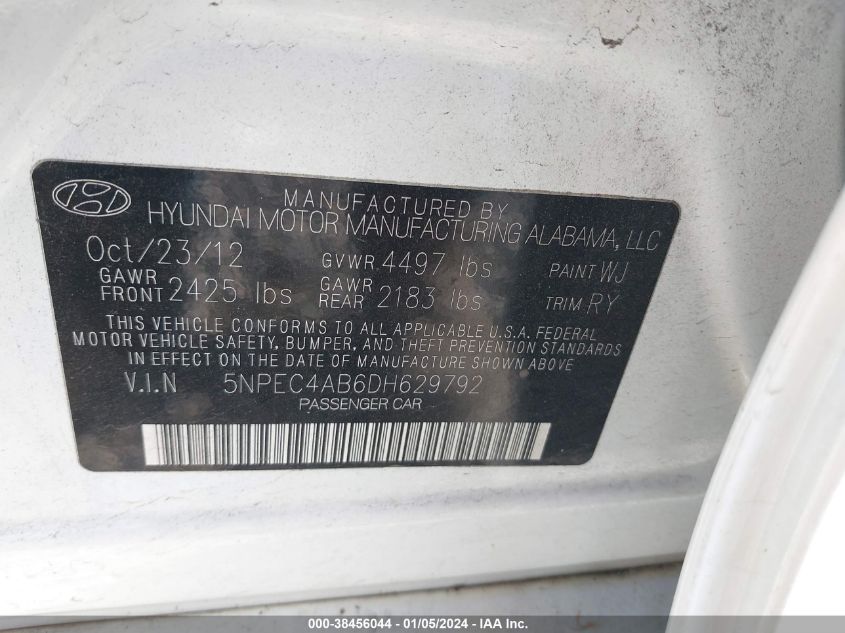 MANUFACTURED BY
HYUNDAI MOTOR MANUFACTURING ALABAMA, LLC
Oct/23/12 GVWR 4497 lbs PAINT WJ
GAWR FRONT 2425 lbs GAWR REAR 2183 lbs TRIM RY
THIS VEHICLE CONFORMS TO ALL APPLICABLE U.S.A. FEDERAL
MOTOR VEHICLE SAFETY, BUMPER, AND THEFT PREVENTION STANDARDS
IN EFFECT ON THE DATE OF MANUFACTURE SHOWN ABOVE
V.I.N 5NPEC4AB6DH629792
PASSENGER CAR
000-38456044 - 01/05/2024 - IAA Inc.